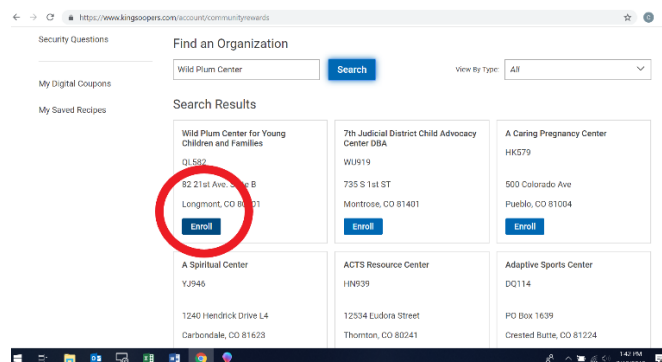 https://www.kingsoopers.com/account/communityrewards
Security Questions
My Digital Coupons
My Saved Recipes
Find an Organization
Wild Plum Center
Search
View By Type:
All
Search Results
Wild Plum Center for Young
Children and Families
QL582
82 21st Ave. B
Longmont, CO
Enroll
7th Judicial District Child Advocacy
Center DBA
WU919
735 S 1st ST
Montrose, CO 81401
Enroll
A Caring Pregnancy Center
HK579
500 Colorado Ave
Pueblo, CO 81004
Enroll
A Spiritual Center
YJ946
1240 Hendrick Drive L4
Carbondale, CO 81623
ACTS Resource Center
HN939
12534 Eudora Street
Thornton, CO 80241
Adaptive Sports Center
DQ114
PO Box 1639
Crested Butte, CO 81224
1:42 PM